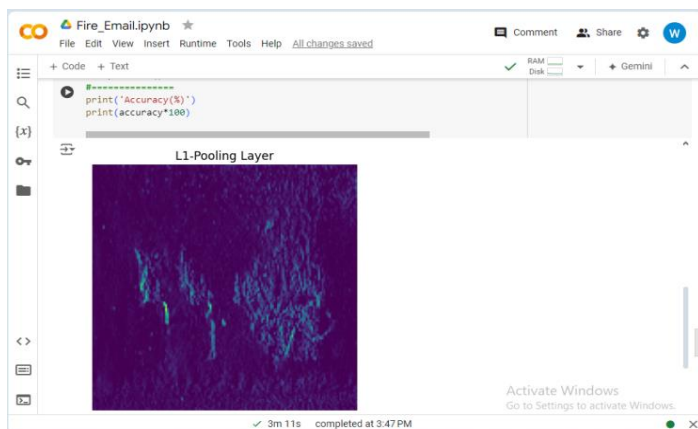 Fire_Email.ipynb
Comment Share W
File Edit View Insert Runtime Tools Help All changes saved
+ Code + Text
RAM
Disk
Gemini
#===============
print('Accuracy(%)')
print(accuracy*100)
{x}
L1-Pooling Layer
Activate Windows
Go to Settings to activate Windows.
3m 11s completed at 3:47 PM